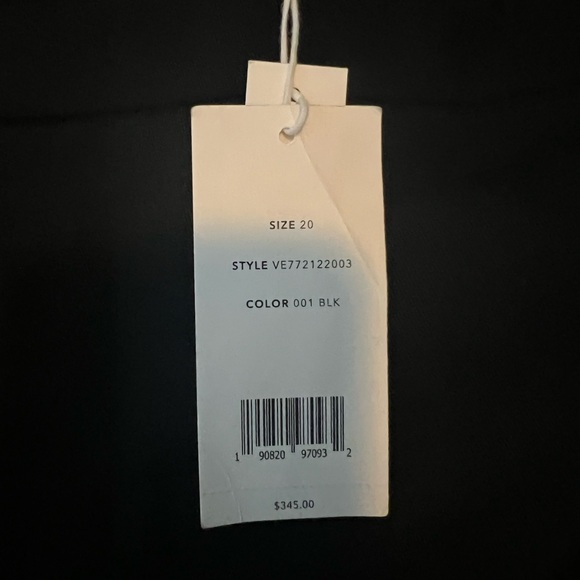 SIZE 20
STYLE VE772122003
COLOR 001 BLK
1 90820 97093 2
$345.00